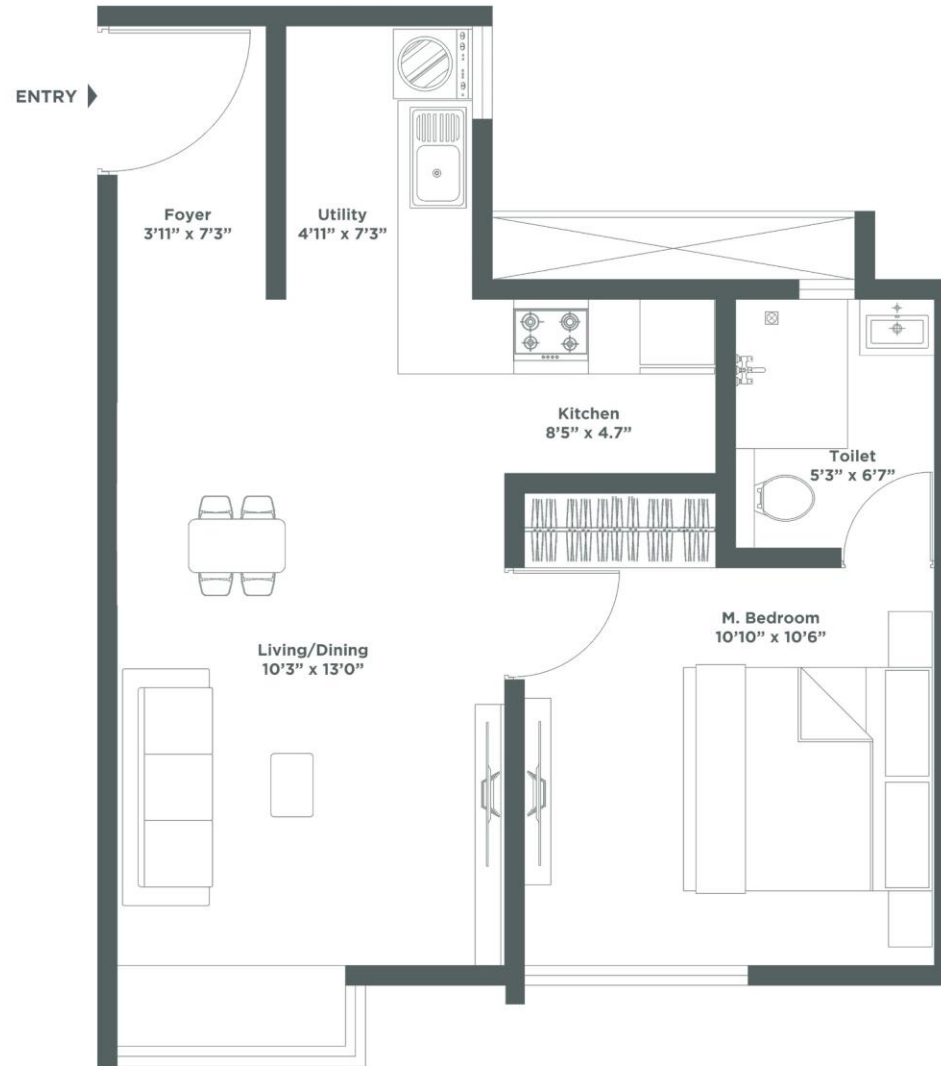 ENTRY
Foyer
3’11” x 7’3”
Utility
4’11” x 7’3”
Kitchen
8’5” x 4.7”
Toilet
5’3” x 6’7”
M. Bedroom
10’10” x 10’6”
Living/Dining
10’3” x 13’0”